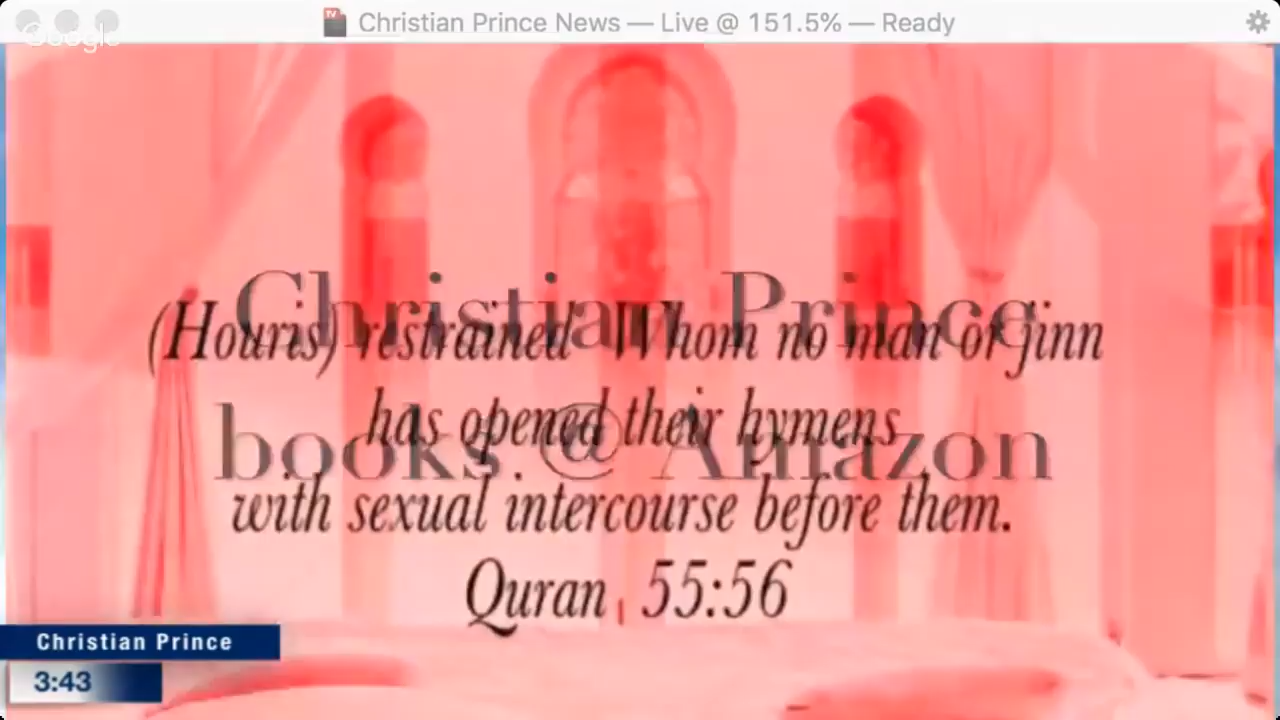 Christian Prince News — Live @ 151.5% — Ready
Google
Christian Prince
(Houris) restrained Whom no man or jinn
has opened their hymens
books @ Amazon
with sexual intercourse before them.
Quran 55:56
Christian Prince
3:43